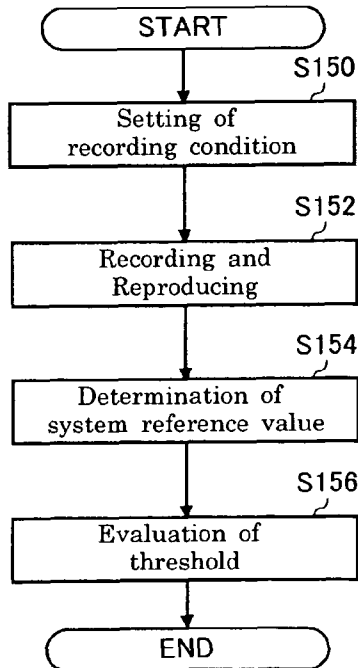 START
S150
Setting of
recording condition
S152
Recording and
Reproducing
S154
Determination of
system reference value
S156
Evaluation of
threshold
END